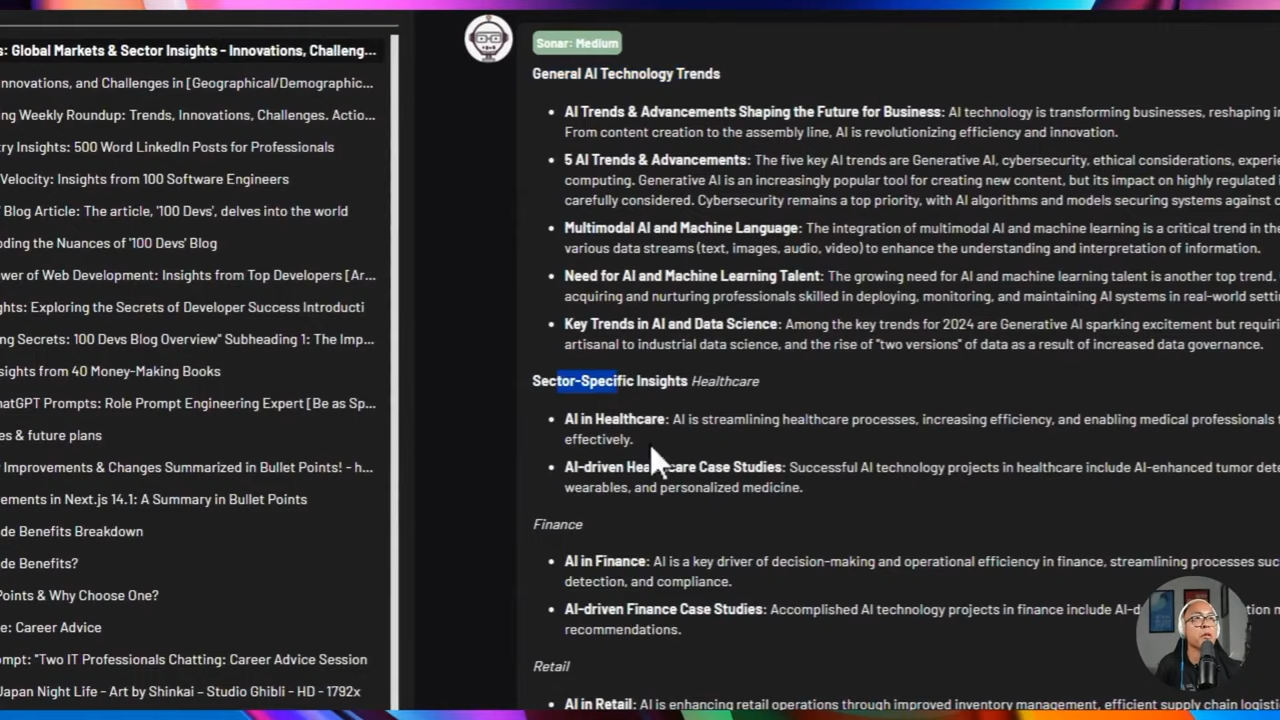 s: Global Markets & Sector Insights - Innovations, Challeng...
nnovations, and Challenges in [Geographical/Demographic...
ng Weekly Roundup: Trends, Innovations, Challenges. Actio...
try Insights: 500 Word LinkedIn Posts for Professionals
Velocity: Insights from 100 Software Engineers
' Blog Article: The article, '100 Devs', delves into the world
oding the Nuances of '100 Devs' Blog
wer of Web Development: Insights from Top Developers [Ar...
ghts: Exploring the Secrets of Developer Success Introducti
ng Secrets: 100 Devs Blog Overview" Subheading 1: The Imp...
sights from 40 Money-Making Books
hatGPT Prompts: Role Prompt Engineering Expert [Be as Sp...
es & future plans
r Improvements & Changes Summarized in Bullet Points! - h...
ements in Next.js 14.1: A Summary in Bullet Points
de Benefits Breakdown
de Benefits?
Points & Why Choose One?
e: Career Advice
ompt: "Two IT Professionals Chatting: Career Advice Session
Japan Night Life - Art by Shinkai – Studio Ghibli - HD - 1792x
Sonar: Medium
General AI Technology Trends
AI Trends & Advancements Shaping the Future for Business: AI technology is transforming businesses, reshaping i
From content creation to the assembly line, AI is revolutionizing efficiency and innovation.
5 AI Trends & Advancements: The five key AI trends are Generative AI, cybersecurity, ethical considerations, experie
computing. Generative AI is an increasingly popular tool for creating new content, but its impact on highly regulated i
carefully considered. Cybersecurity remains a top priority, with AI algorithms and models securing systems against c
Multimodal AI and Machine Language: The integration of multimodal AI and machine learning is a critical trend in the
various data streams (text, images, audio, video) to enhance the understanding and interpretation of information.
Need for AI and Machine Learning Talent: The growing need for AI and machine learning talent is another top trend.
acquiring and nurturing professionals skilled in deploying, monitoring, and maintaining AI systems in real-world setti
Key Trends in AI and Data Science: Among the key trends for 2024 are Generative AI sparking excitement but requiri
artisanal to industrial data science, and the rise of "two versions" of data as a result of increased data governance.
Sector-Specific Insights Healthcare
AI in Healthcare: AI is streamlining healthcare processes, increasing efficiency, and enabling medical professionals t
effectively.
AI-driven Healthcare Case Studies: Successful AI technology projects in healthcare include AI-enhanced tumor dete
wearables, and personalized medicine.
Finance
AI in Finance: AI is a key driver of decision-making and operational efficiency in finance, streamlining processes suc
detection, and compliance.
AI-driven Finance Case Studies: Accomplished AI technology projects in finance include AI-d tion m
recommendations.
Retail
AI in Retail: AI is enhancing retail operations through improved inventory management, efficient supply chain logisti